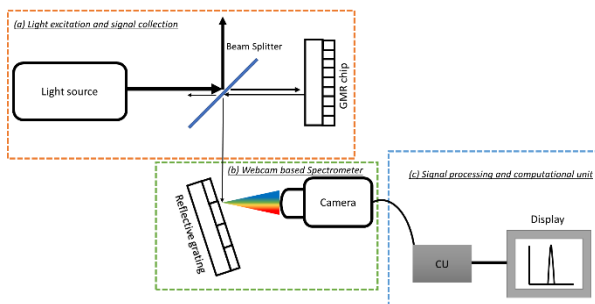 (a) Light excitation and signal collection
Beam Splitter
Light source
GMR chip
(b) Webcam based Spectrometer
(c) Signal processing and computational unit
Reflective grating
Camera
Display
CU